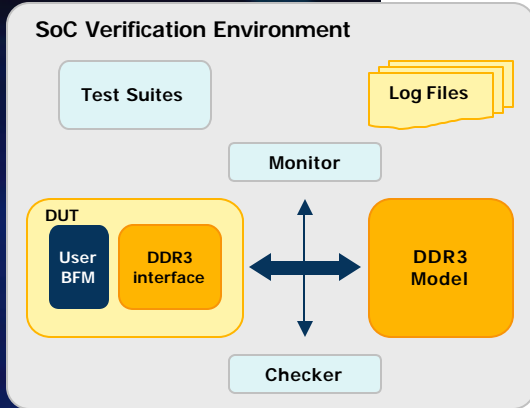 SoC Verification Environment
Test Suites
Log Files
Monitor
DUT
User
BFM
DDR3
interface
DDR3
Model
Checker